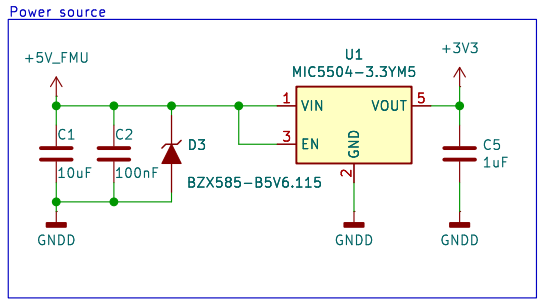 Power source
+5V_FMU
U1
MIC5504-3.3YM5
+3V3
1 VIN
VOUT 5
3 EN
GND
2
C1
10uF
C2
100nF
D3
BZX585-B5V6.115
C5
1uF
GNDD
GNDD
GNDD